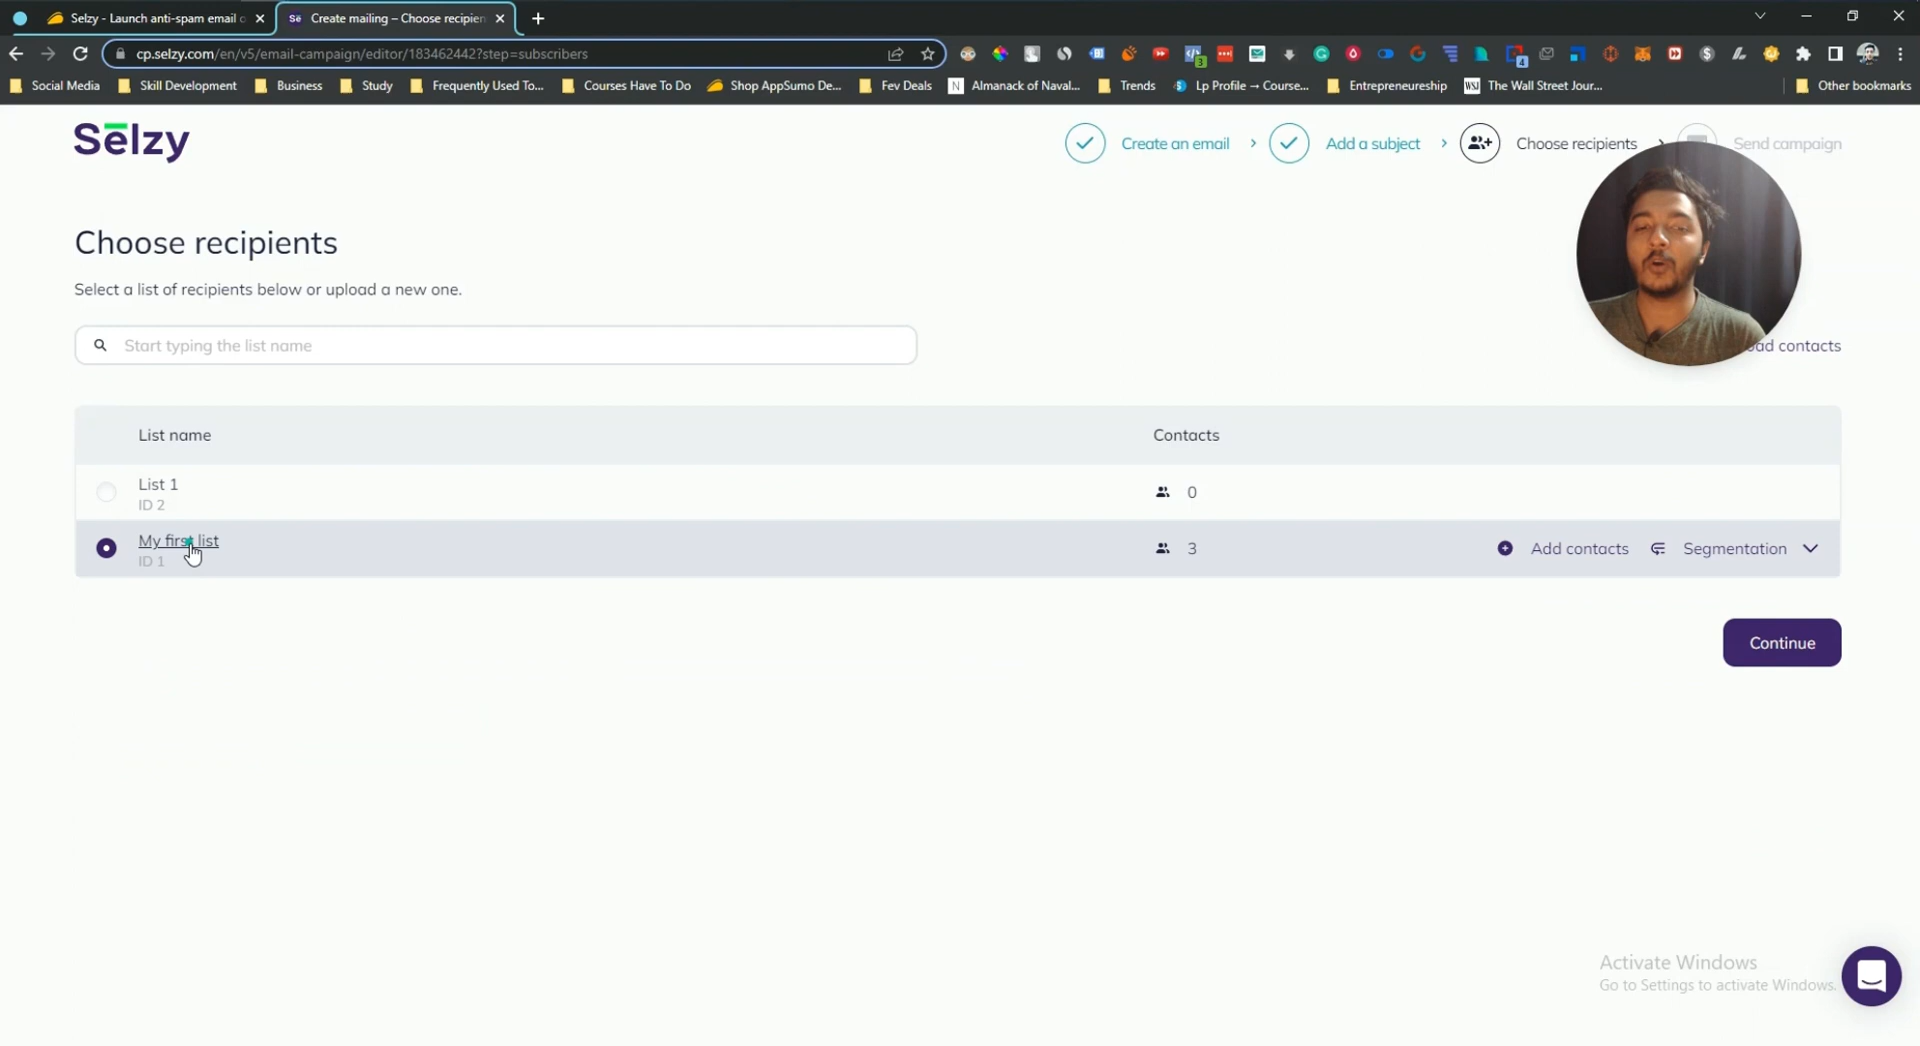 Selzy - Launch anti-spam email
Create mailing – Choose recipien
cp.selzy.com/en/v5/email-campaign/editor/183462442?step=subscribers
Social Media
Skill Development
Business
Study
Frequently Used To...
Courses Have To Do
Shop AppSumo De...
Fev Deals
N Almanack of Naval...
Trends
Lp Profile → Course...
Entrepreneureship
WSJ The Wall Street Jour...
Other bookmarks
Selzy
Create an email
Add a subject
Choose recipients
Send campaign
Choose recipients
Select a list of recipients below or upload a new one.
Start typing the list name
contacts
List name
Contacts
List 1
ID 2
0
My first list
ID 1
3
Add contacts
Segmentation
Continue
Activate Windows
Go to Settings to activate Windows.